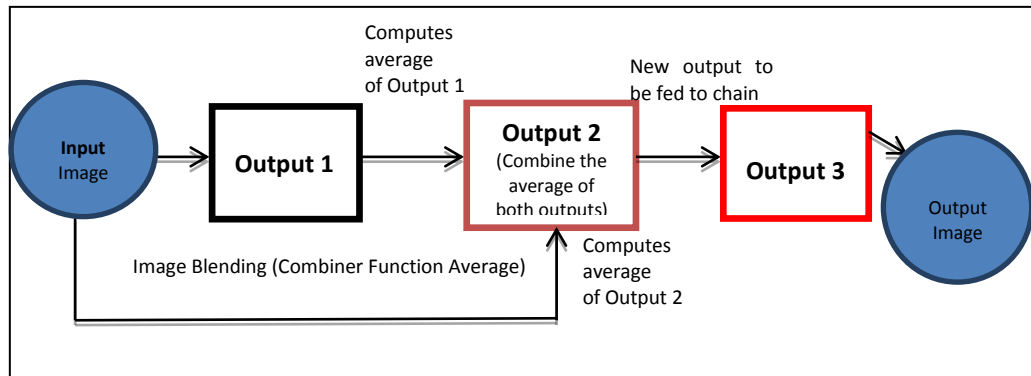 Input
Image
Output 1
Computes
average
of Output 1
Output 2
(Combine the
average of
both outputs)
New output to
be fed to chain
Output 3
Output
Image
Image Blending (Combiner Function Average)
Computes
average
of Output 2